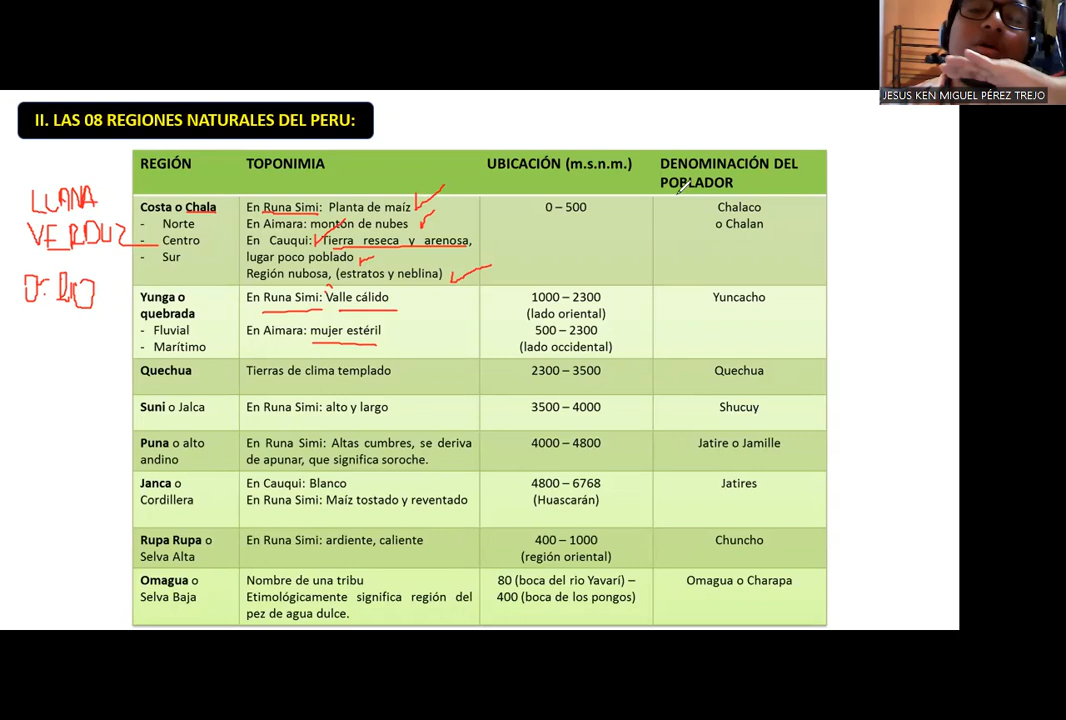 JESUS KEN MIGUEL PÉREZ TREJO
II. LAS 08 REGIONES NATURALES DEL PERU:
REGIÓN
TOPONIMIA
UBICACIÓN (m.s.n.m.)
DENOMINACIÓN DEL
POBLADOR
Costa o Chala
- Norte
- Centro
- Sur
En Runa Simi: Planta de maíz
En Aimara: montón de nubes
En Cauqui: Tierra reseca y arenosa,
lugar poco poblado
Región nubosa, (estratos y neblina)
0 – 500
Chalaco
o Chalan
Yunga o
quebrada
- Fluvial
- Marítimo
En Runa Simi: Valle cálido
En Aimara: mujer estéril
1000 – 2300
(lado oriental)
500 – 2300
(lado occidental)
Yuncacho
Quechua
Tierras de clima templado
2300 – 3500
Quechua
Suni o Jalca
En Runa Simi: alto y largo
3500 – 4000
Shucuy
Puna o alto
andino
En Runa Simi: Altas cumbres, se deriva
de apunar, que significa soroche.
4000 – 4800
Jatire o Jamille
Janca o
Cordillera
En Cauqui: Blanco
En Runa Simi: Maíz tostado y reventado
4800 – 6768
(Huascarán)
Jatires
Rupa Rupa o
Selva Alta
En Runa Simi: ardiente, caliente
400 – 1000
(región oriental)
Chuncho
Omagua o
Selva Baja
Nombre de una tribu
Etimológicamente significa región del
pez de agua dulce.
80 (boca del rio Yavarí) –
400 (boca de los pongos)
Omagua o Charapa